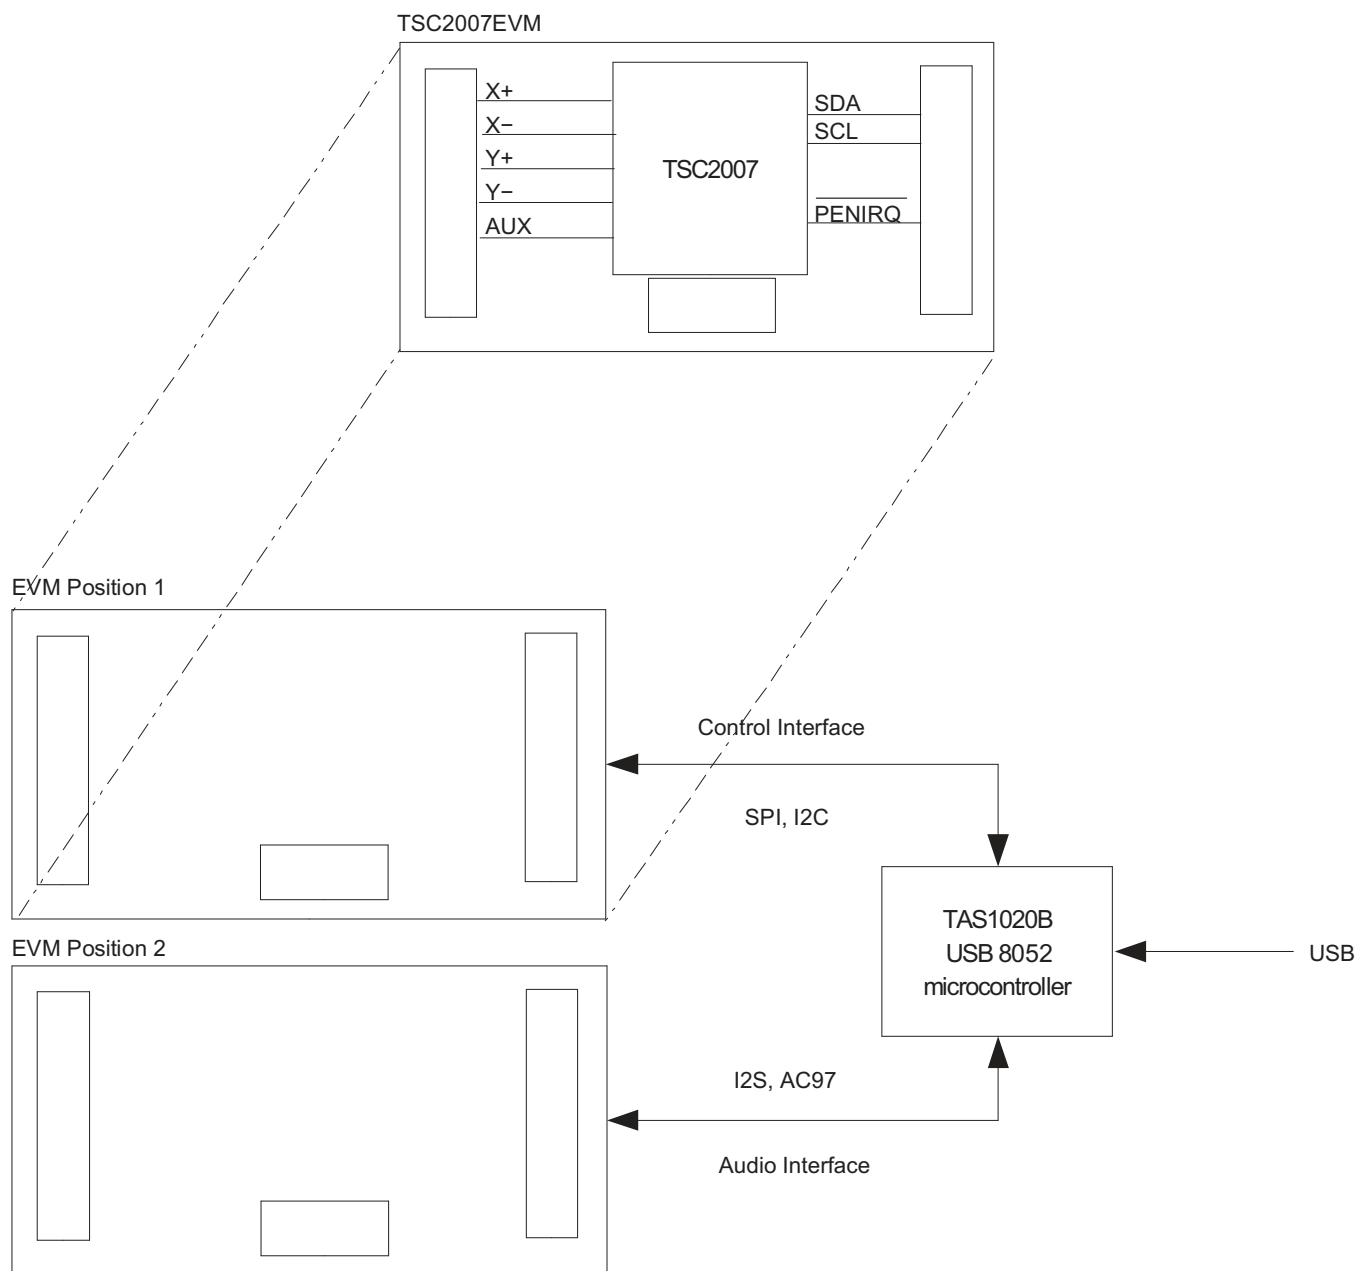 TSC2007EVM
X+
X−
Y+
Y−
AUX
TSC2007
SDA
SCL
PENIRQ
EVM Position 1
Control Interface
SPI, I2C
TAS1020B
USB 8052
microcontroller
USB
EVM Position 2
I2S, AC97
Audio Interface